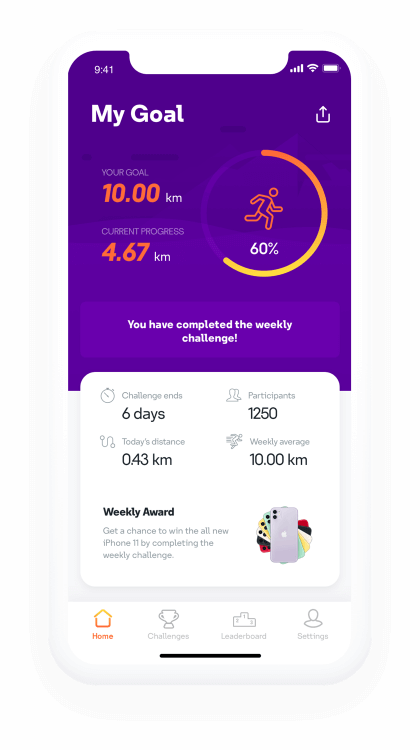 9:41
My Goal
YOUR GOAL
10.00 km
CURRENT PROGRESS
4.67 km
60%
You have completed the weekly
challenge!
Challenge ends
6 days
Participants
1250
Today's distance
0.43 km
Weekly average
10.00 km
Weekly Award
Get a chance to win the all new
iPhone 11 by completing the
weekly challenge.
Home
Challenges
2 1 3
Leaderboard
Settings